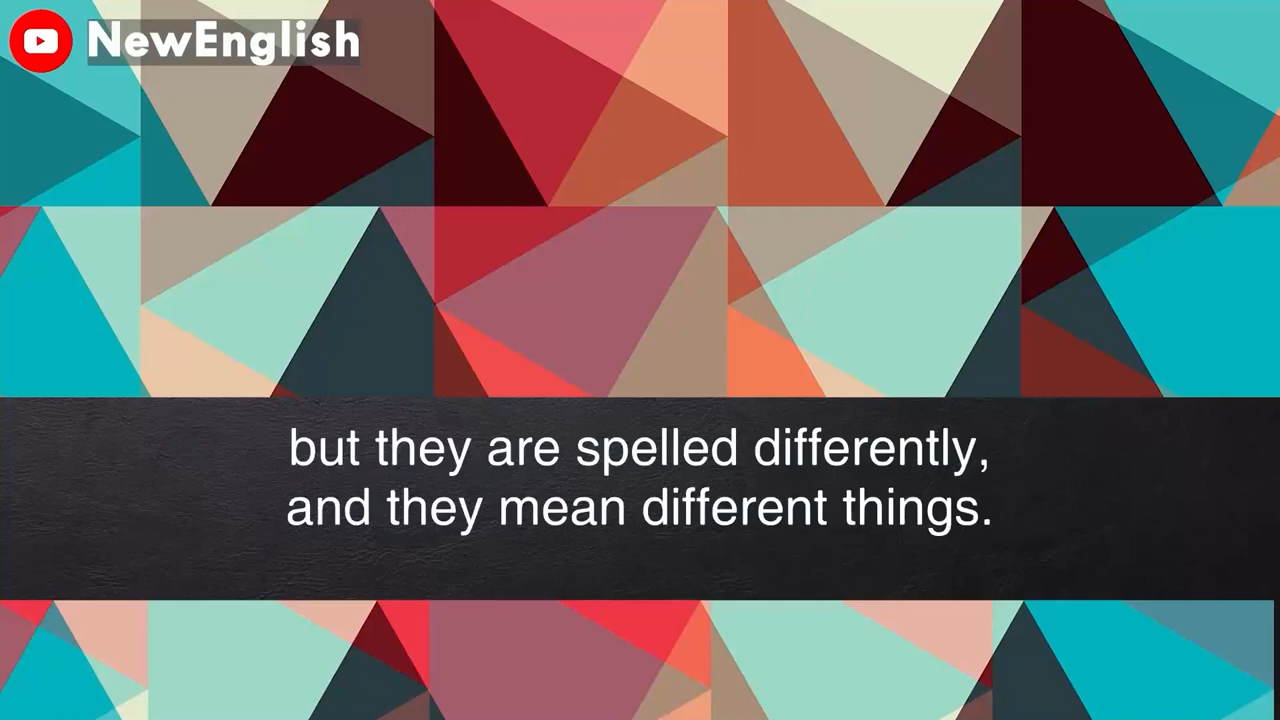 NewEnglish
but they are spelled differently,
and they mean different things.